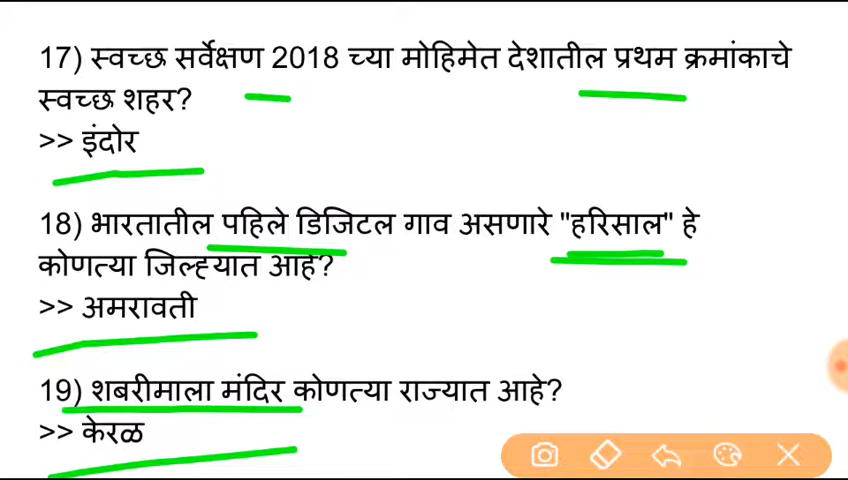 17) स्वच्छ सर्वेक्षण 2018 च्या मोहिमेत देशातील प्रथम क्रमांकाचे
स्वच्छ शहर?
>> इंदोर
18) भारतातील पहिले डिजिटल गाव असणारे "हरिसाल" हे
कोणत्या जिल्ह्यात आहे?
>> अमरावती
19) शबरीमाला मंदिर कोणत्या राज्यात आहे?
>> केरळ